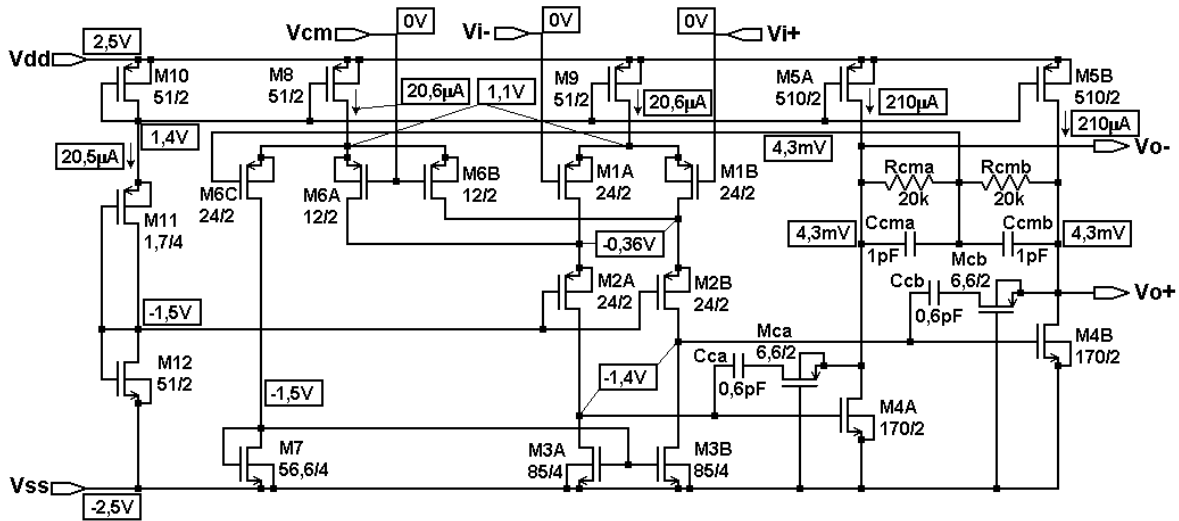 Vcm
0V
Vi-
0V
0V
Vi+
Vdd
2,5V
M10
51/2
M8
51/2
20,6µA
1,1V
M9
51/2
20,6µA
M5A
510/2
210µA
M5B
510/2
210µA
1,4V
20,5µA
4,3mV
Vo-
M6C
24/2
M6A
12/2
M6B
12/2
M1A
24/2
M1B
24/2
Rcma
20k
Rcmb
20k
M11
1,7/4
-0,36V
4,3mV
Ccma
1pF
Ccmb
1pF
4,3mV
M2A
24/2
M2B
24/2
Ccb
0,6pF
Mcb
6,6/2
Vo+
-1,5V
M12
51/2
-1,4V
Cca
0,6pF
Mca
6,6/2
M4B
170/2
-1,5V
M4A
170/2
M7
56,6/4
M3A
85/4
M3B
85/4
Vss
-2,5V